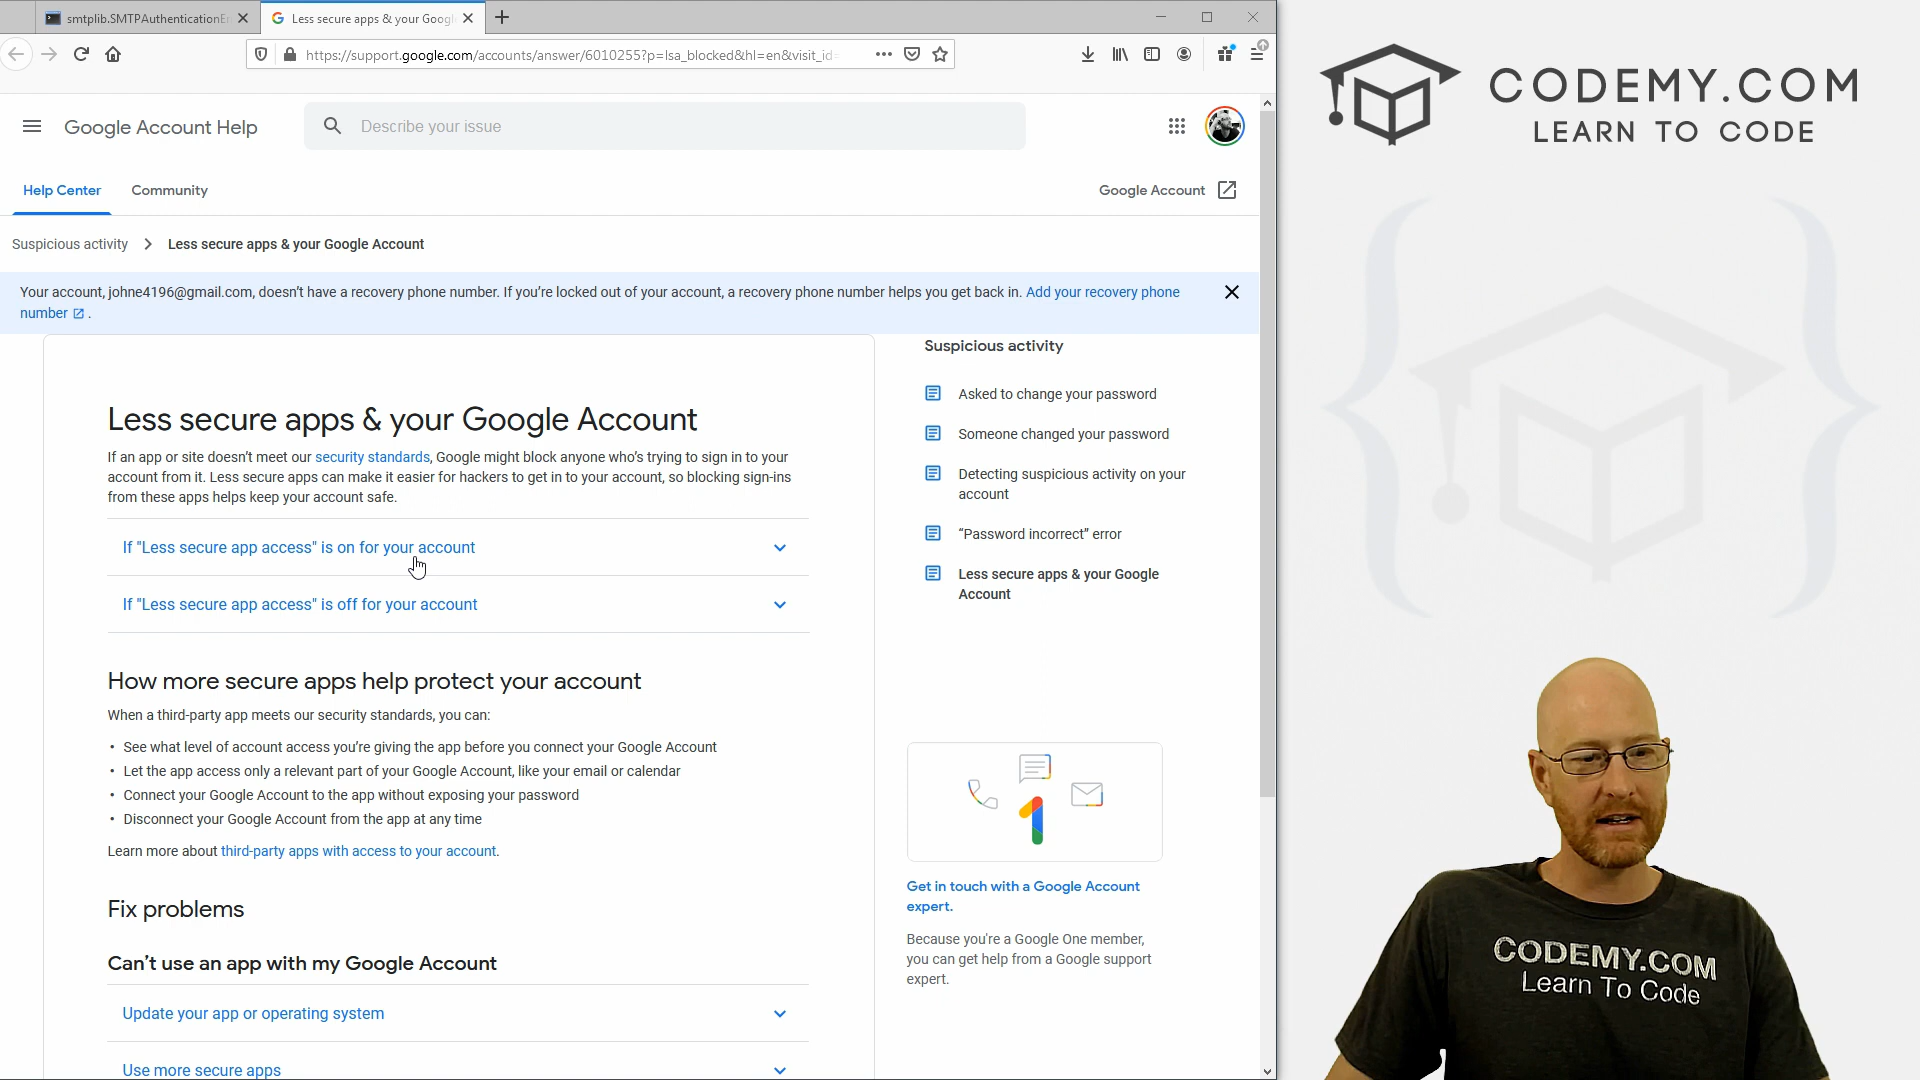 smtplib.SMTPAuthenticationEr
Less secure apps & your Googl
https://support.google.com/accounts/answer/6010255?p=lsa_blocked&hl=en&visit_id=
CODEMY.COM
LEARN TO CODE
Google Account Help
Describe your issue
Help Center
Community
Google Account
Suspicious activity
Less secure apps & your Google Account
Your account, johne4196@gmail.com, doesn't have a recovery phone number. If you're locked out of your account, a recovery phone number helps you get back in. Add your recovery phone
number .
Less secure apps & your Google Account
If an app or site doesn't meet our security standards, Google might block anyone who's trying to sign in to your
account from it. Less secure apps can make it easier for hackers to get in to your account, so blocking sign-ins
from these apps helps keep your account safe.
If "Less secure app access" is on for your account
If "Less secure app access" is off for your account
How more secure apps help protect your account
When a third-party app meets our security standards, you can:
• See what level of account access you're giving the app before you connect your Google Account
• Let the app access only a relevant part of your Google Account, like your email or calendar
• Connect your Google Account to the app without exposing your password
• Disconnect your Google Account from the app at any time
Learn more about third-party apps with access to your account.
Fix problems
Can't use an app with my Google Account
Update your app or operating system
Use more secure apps
Suspicious activity
Asked to change your password
Someone changed your password
Detecting suspicious activity on your
account
“Password incorrect” error
Less secure apps & your Google
Account
1
Get in touch with a Google Account
expert.
Because you're a Google One member,
you can get help from a Google support
expert.
CODEMY.COM
Learn To Code